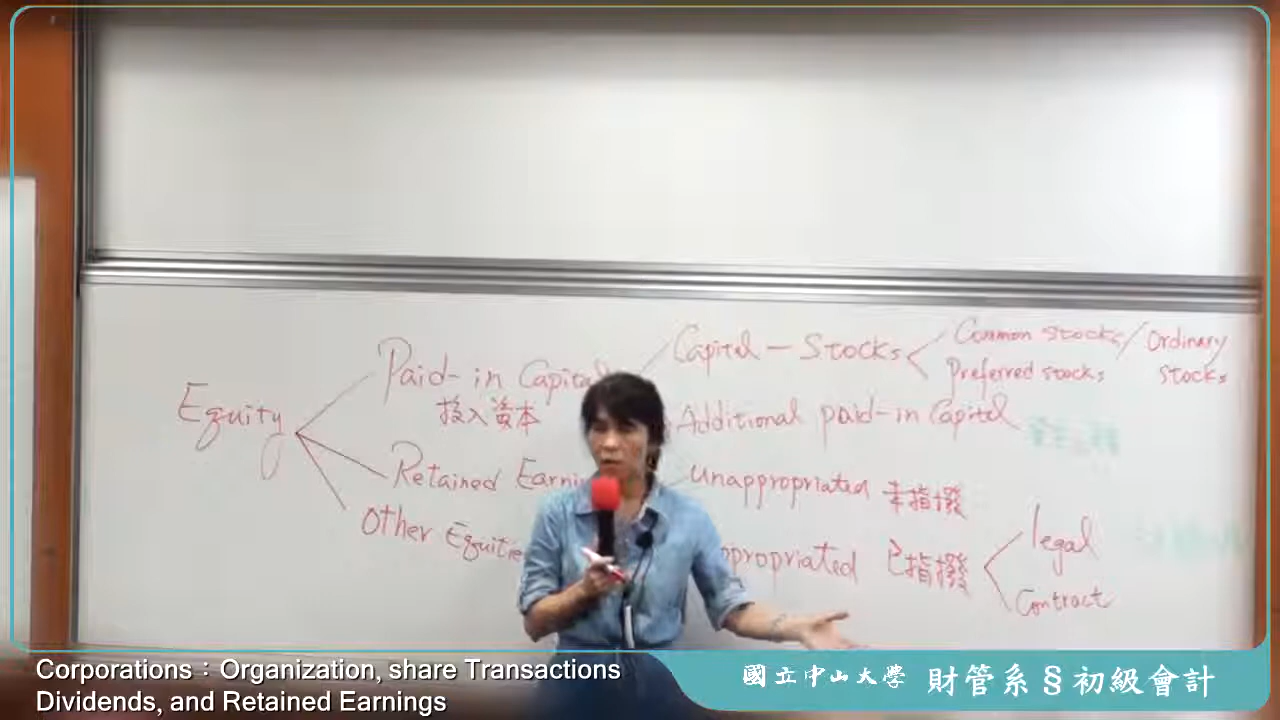 Capital - Stocks
Common stocks / Ordinary stocks
Preferred stocks
Paid-in Capital
投入資本
Additional paid-in Capital
Equity
Retained
Unappropriated 未指撥
Other
ppropriated 已指撥
legal
Contract
Corporations：Organization, share Transactions
Dividends, and Retained Earnings
國立中山大學 財管系§初級會計